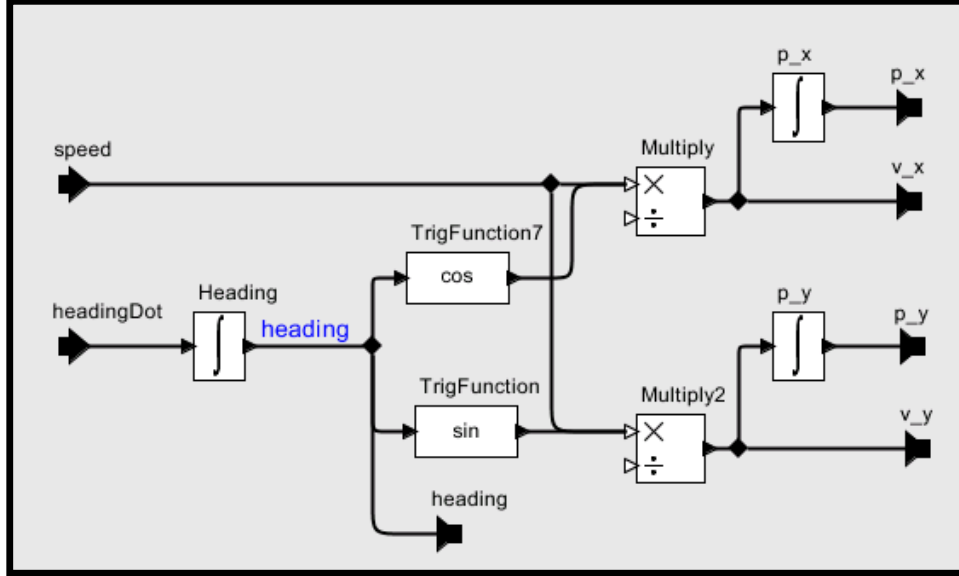 p_x
p_x
speed
Multiply
v_x
×
÷
TrigFunction7
cos
headingDot
Heading
∫
heading
p_y
p_y
∫
∫
TrigFunction
sin
Multiply2
v_y
×
÷
heading